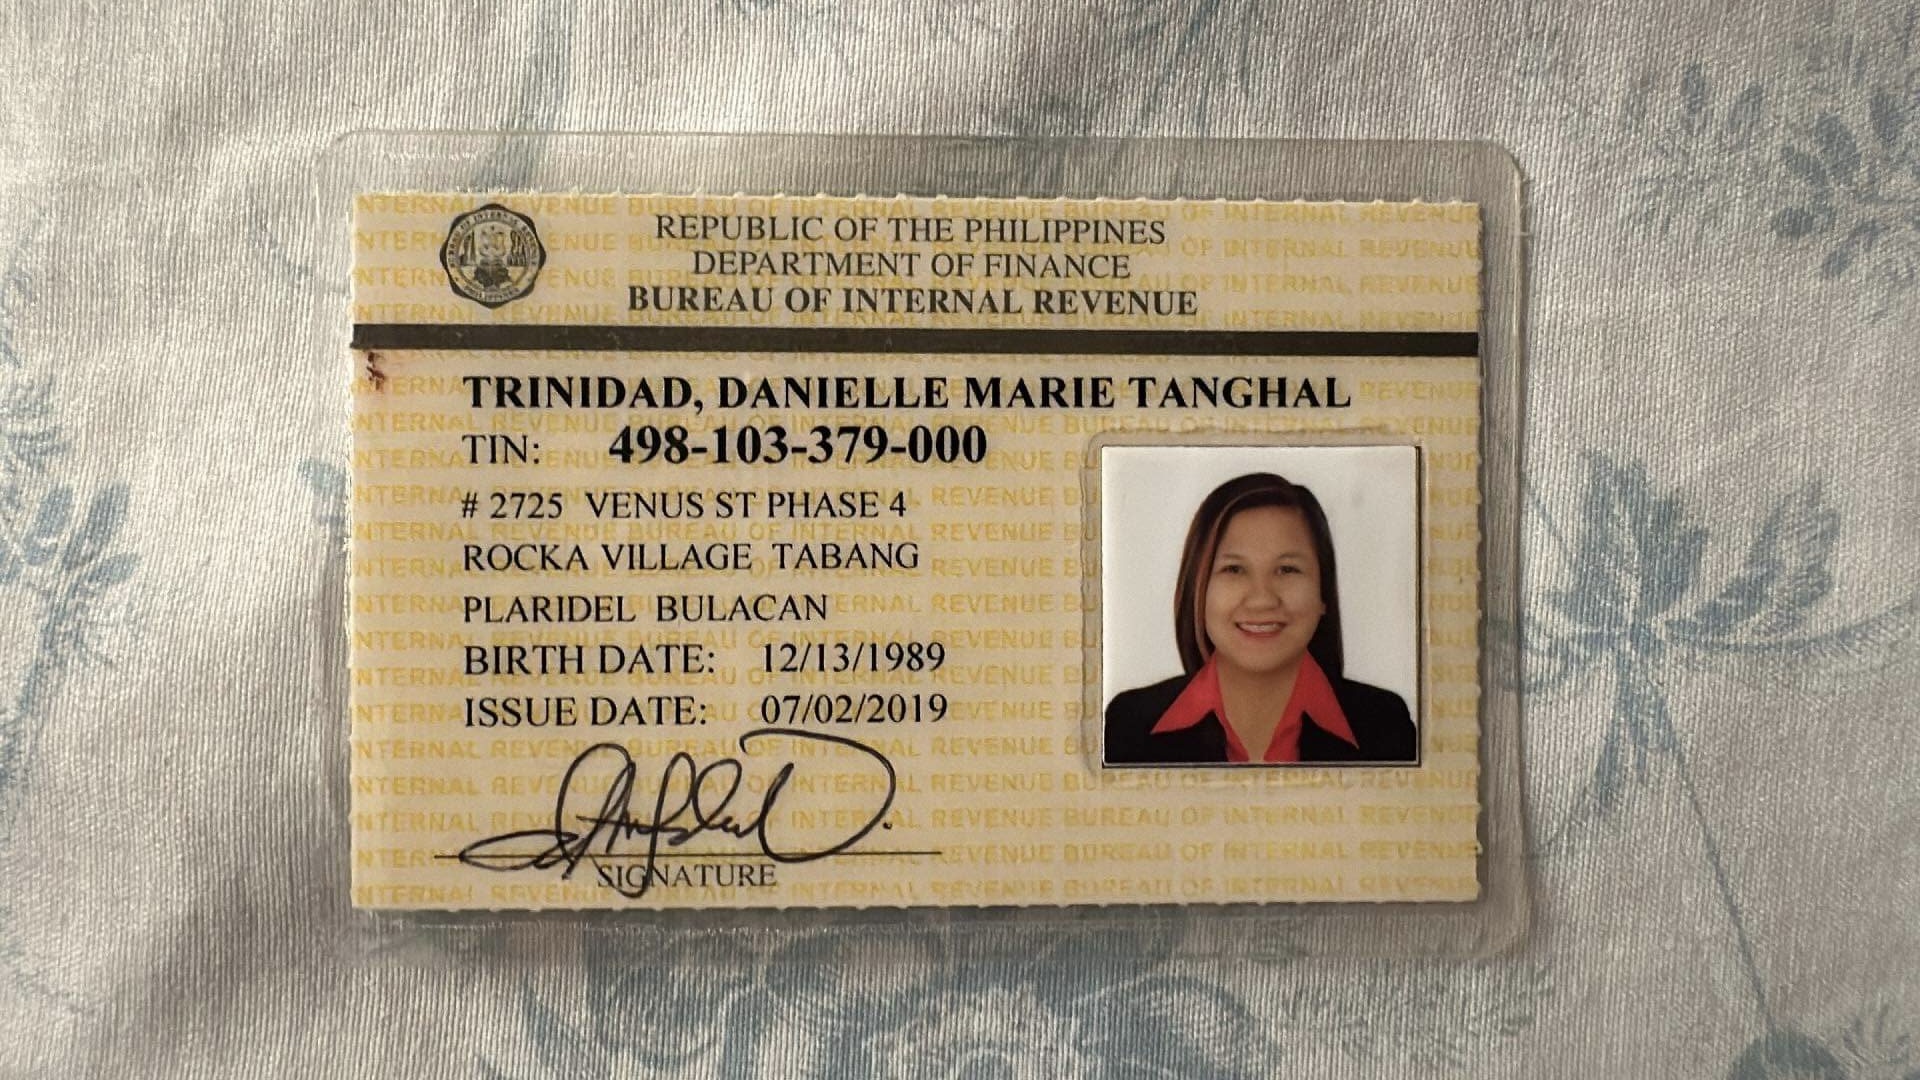 REPUBLIC OF THE PHILIPPINES
DEPARTMENT OF FINANCE
BUREAU OF INTERNAL REVENUE
TRINIDAD, DANIELLE MARIE TANGHAL
TIN: 498-103-379-000
# 2725 VENUS ST PHASE 4
ROCKA VILLAGE TABANG
PLARIDEL BULACAN
BIRTH DATE: 12/13/1989
ISSUE DATE: 07/02/2019
SIGNATURE